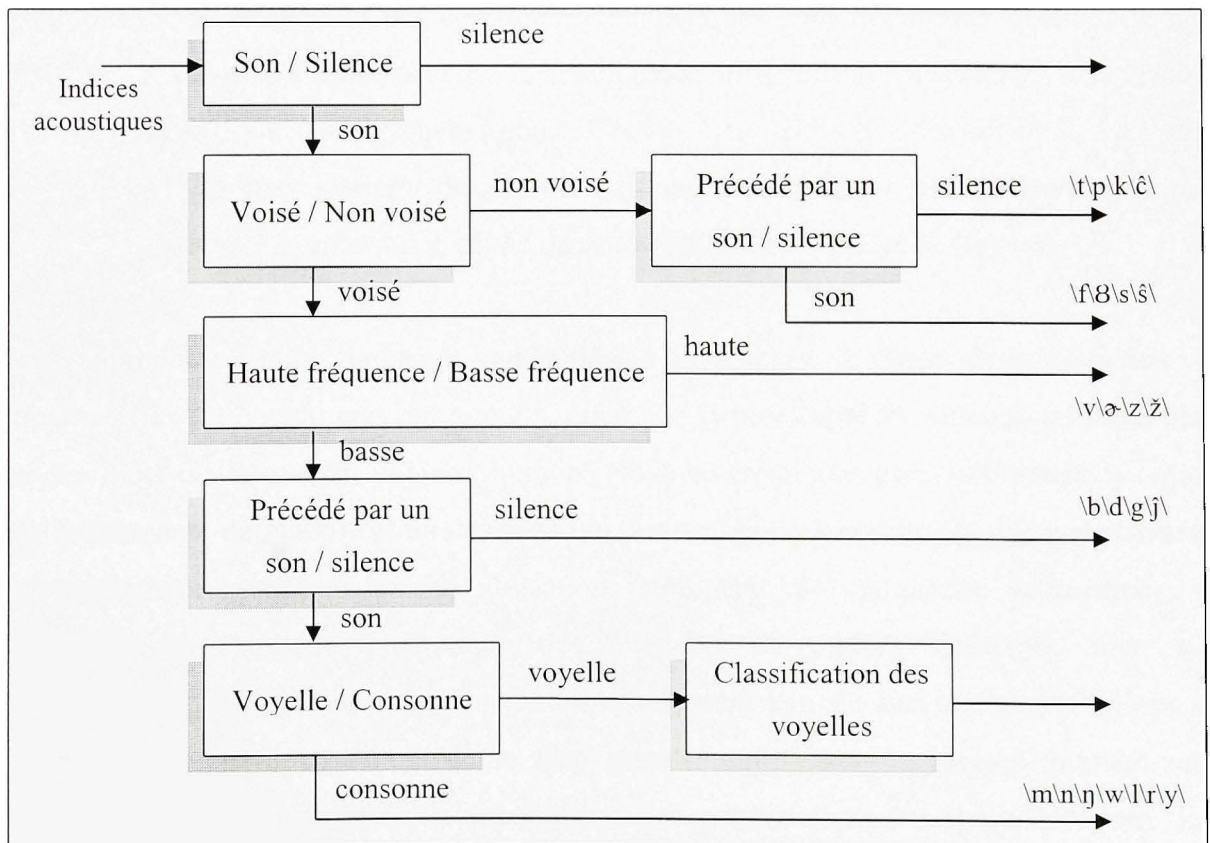 silence
Son / Silence
Indices
acoustiques
son
non voisé
Précédé par un
silence
\t\p\k\ĉ\
Voisé / Non voisé
son / silence
voisé
son
\f\8\s\ŝ\
haute
Haute fréquence / Basse fréquence
\v\ɚ\z\ž\
basse
Précédé par un
silence
\b\d\g\ĵ\
son / silence
son
voyelle
Classification des
Voyelle / Consonne
voyelles
consonne
\m\n\ŋ\w\l\r\y\